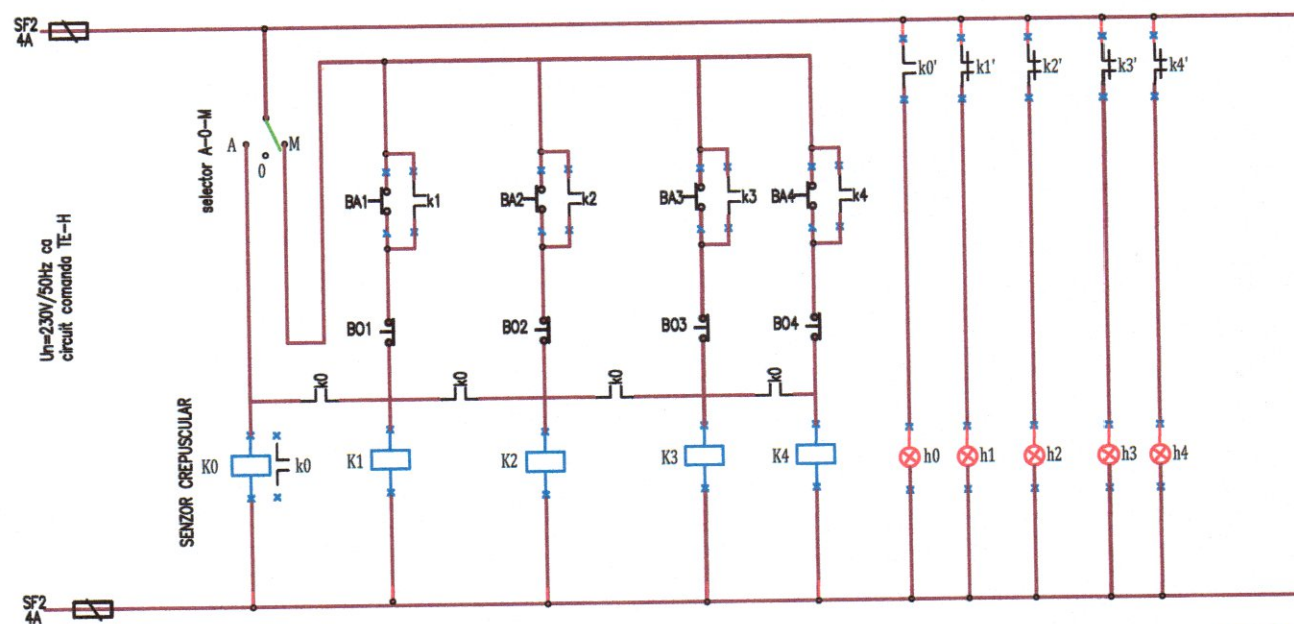 SF2
4A
k0'
k1'
k2'
k3'
k4'
A
M
0
selector A-O-M
BA1
k1
BA2
k2
BA3
k3
BA4
k4
Un=230V/50Hz ca
circuit comanda TE-H
BO1
BO2
BO3
BO4
k0
k0
k0
k0
SENZOR CREPUSCULAR
K0
k0
K1
K2
K3
K4
h0
h1
h2
h3
h4
SF2
4A